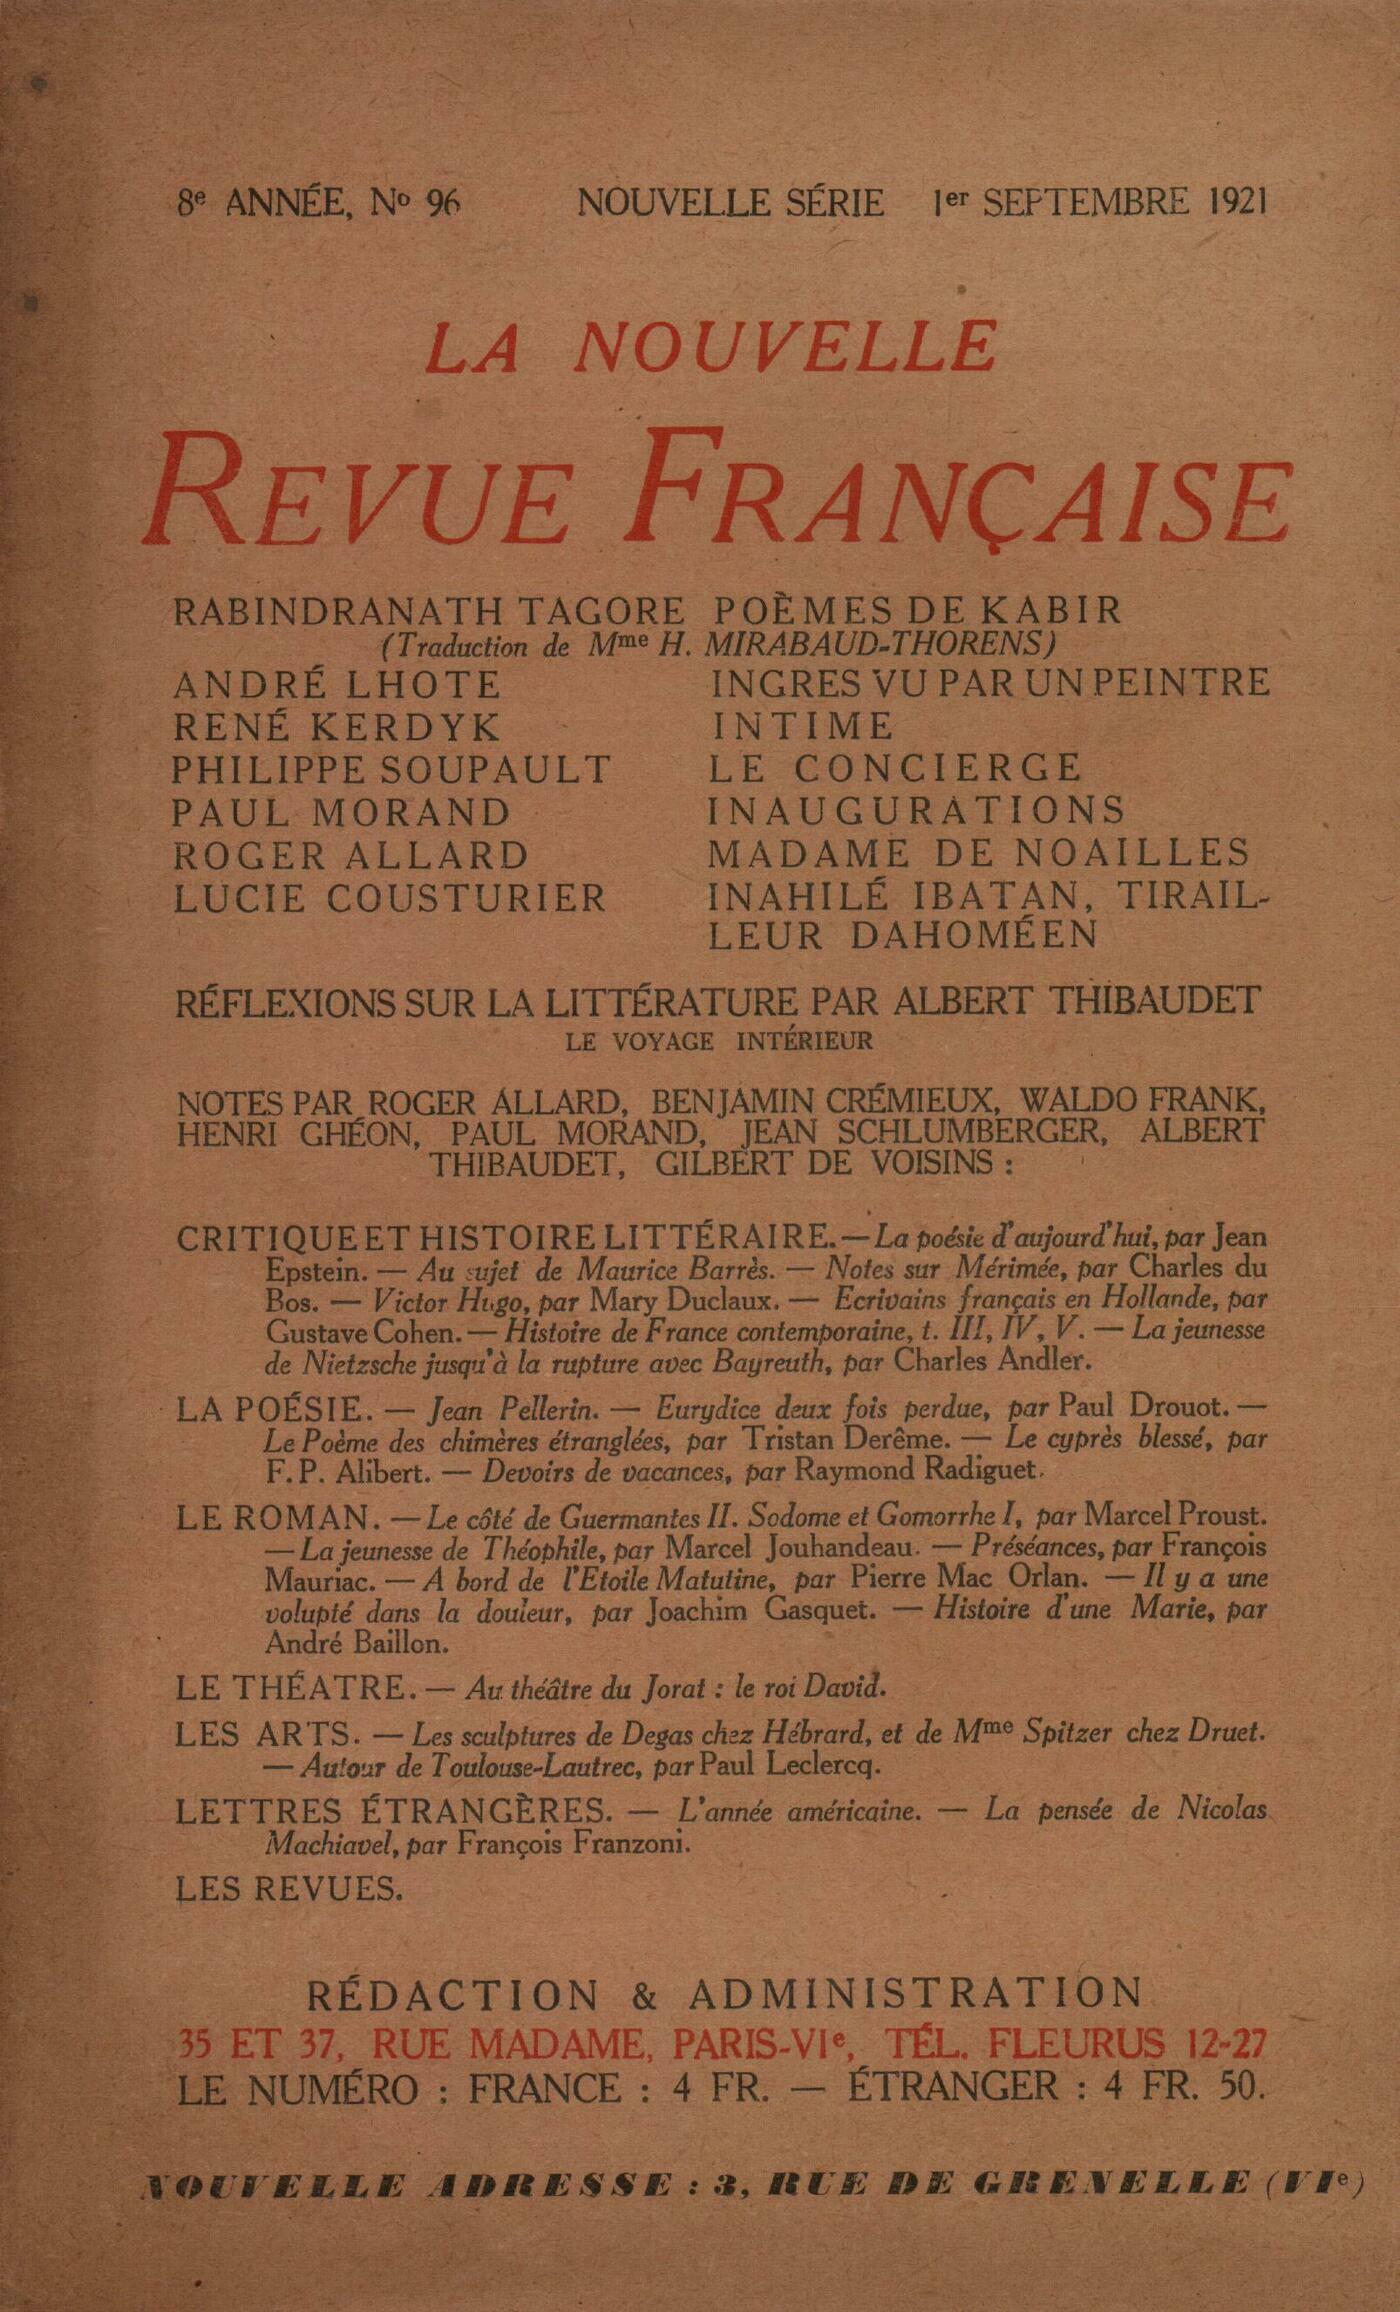 8e ANNÉE, No 96 NOUVELLE SÉRIE 1er SEPTEMBRE 1921
LA NOUVELLE
REVUE FRANÇAISE
RABINDRANATH TAGORE POÈMES DE KABIR
(Traduction de Mme H. MIRABAUD-THORENS)
ANDRÉ LHOTE INGRES VU PAR UN PEINTRE
RENÉ KERDYK INTIME
PHILIPPE SOUPAULT LE CONCIERGE
PAUL MORAND INAUGURATIONS
ROGER ALLARD MADAME DE NOAILLES
LUCIE COUSTURIER INAHILÉ IBATAN, TIRAIL-
LEUR DAHOMÉEN
RÉFLEXIONS SUR LA LITTÉRATURE PAR ALBERT THIBAUDET
LE VOYAGE INTÉRIEUR
NOTES PAR ROGER ALLARD, BENJAMIN CRÉMIEUX, WALDO FRANK,
HENRI GHÉON, PAUL MORAND, JEAN SCHLUMBERGER, ALBERT
THIBAUDET, GILBERT DE VOISINS :
CRITIQUE ET HISTOIRE LITTÉRAIRE. — La poésie d'aujourd'hui, par Jean
Epstein. — Au sujet de Maurice Barrès. — Notes sur Mérimée, par Charles du
Bos. — Victor Hugo, par Mary Duclaux. — Ecrivains français en Hollande, par
Gustave Cohen. — Histoire de France contemporaine, t. III, IV, V. — La jeunesse
de Nietzsche jusqu'à la rupture avec Bayreuth, par Charles Andler.
LA POÉSIE. — Jean Pellerin. — Eurydice deux fois perdue, par Paul Drouot. —
Le Poème des chimères étranglées, par Tristan Derême. — Le cyprès blessé, par
F. P. Alibert. — Devoirs de vacances, par Raymond Radiguet.
LE ROMAN. — Le côté de Guermantes II. Sodome et Gomorrhe I, par Marcel Proust.
— La jeunesse de Théophile, par Marcel Jouhandeau. — Préséances, par François
Mauriac. — A bord de l'Etoile Matutine, par Pierre Mac Orlan. — Il y a une
volupté dans la douleur, par Joachim Gasquet. — Histoire d'une Marie, par
André Baillon.
LE THÉATRE. — Au théâtre du Jorat : le roi David.
LES ARTS. — Les sculptures de Degas chez Hébrard, et de Mme Spitzer chez Druet.
— Autour de Toulouse-Lautrec, par Paul Leclercq.
LETTRES ÉTRANGÈRES. — L'année américaine. — La pensée de Nicolas
Machiavel, par François Franzoni.
LES REVUES.
RÉDACTION & ADMINISTRATION
35 ET 37, RUE MADAME, PARIS-VIe, TÉL. FLEURUS 12-27
LE NUMÉRO : FRANCE : 4 FR. — ÉTRANGER : 4 FR. 50.
NOUVELLE ADRESSE : 3, RUE DE GRENELLE (VIe)